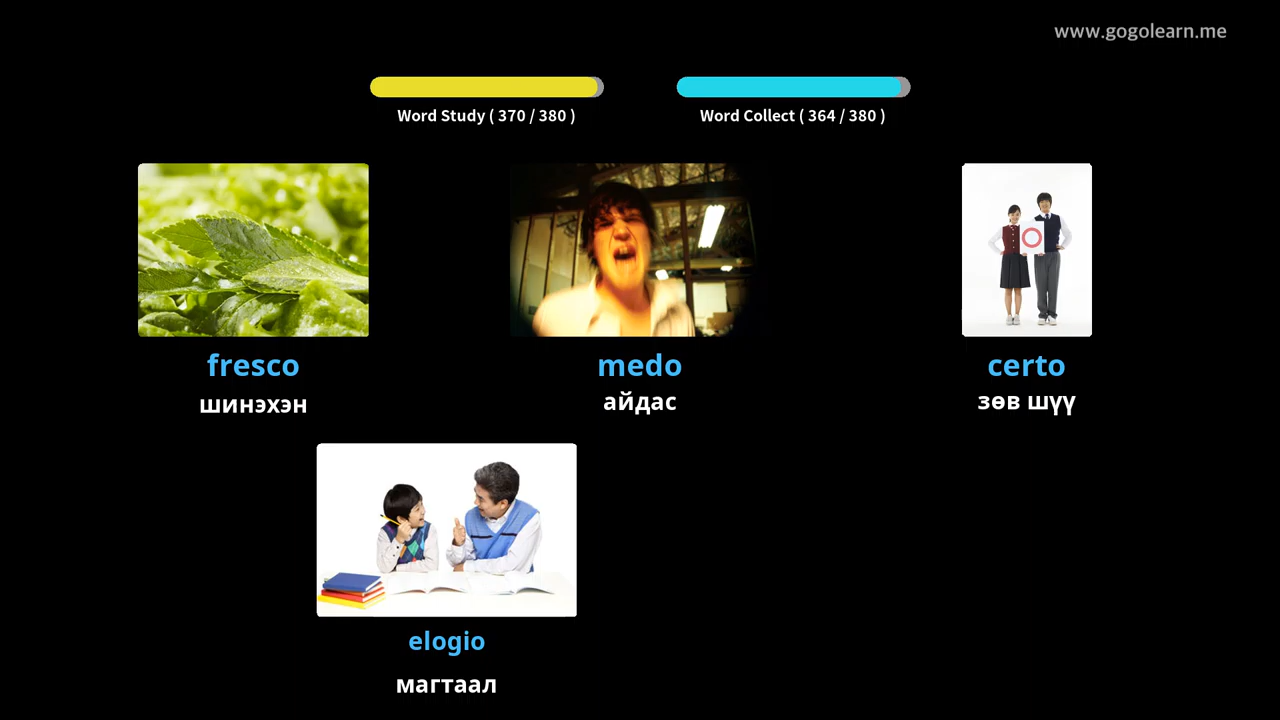 www.gogolearn.me
Word Study ( 370 / 380 )
Word Collect ( 364 / 380 )
fresco
шинэхэн
medo
айдас
certo
зөв шүү
elogio
магтаал